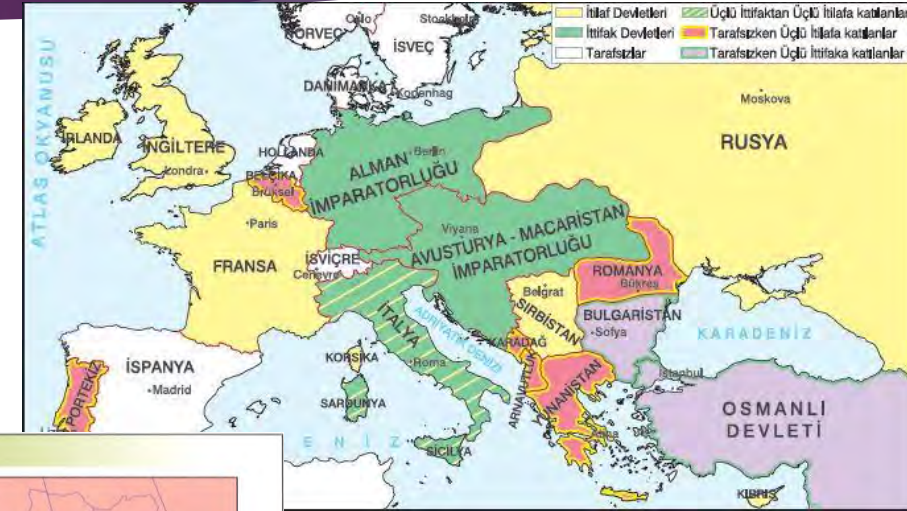 İtilaf Devletleri
Üçlü İttifaktan Üçlü İtilafa katılanlar
İttifak Devletleri
Tarafsızken Üçlü İtilafa katılanlar
Tarafsızlar
Tarafsızken Üçlü İttifaka katılanlar
ATLAS OKYANUSU
NORVEÇ
Oslo
Stockholm
İSVEÇ
DANİMARKA
Kodenhag
Moskova
RUSYA
İRLANDA
İNGİLTERE
Londra
HOLLANDA
BELÇİKA
Brüksel
ALMAN
İMPARATORLUĞU
Berlin
Paris
FRANSA
İSVİÇRE
Cenevre
Viyana
AVUSTURYA - MACARİSTAN
İMPARATORLUĞU
ROMANYA
Bükreş
Belgrat
SIRBİSTAN
BULGARİSTAN
Sofya
KARADENİZ
İTALYA
ADRİYATİK DENİZİ
KARADAĞ
ARNAVUTLUK
YUNANİSTAN
İstanbul
OSMANLI
DEVLETİ
KORSİKA
Roma
SARDUNYA
SİCİLYA
İSPANYA
Madrid
PORTEKİZ
DENİZ
KIBRIS